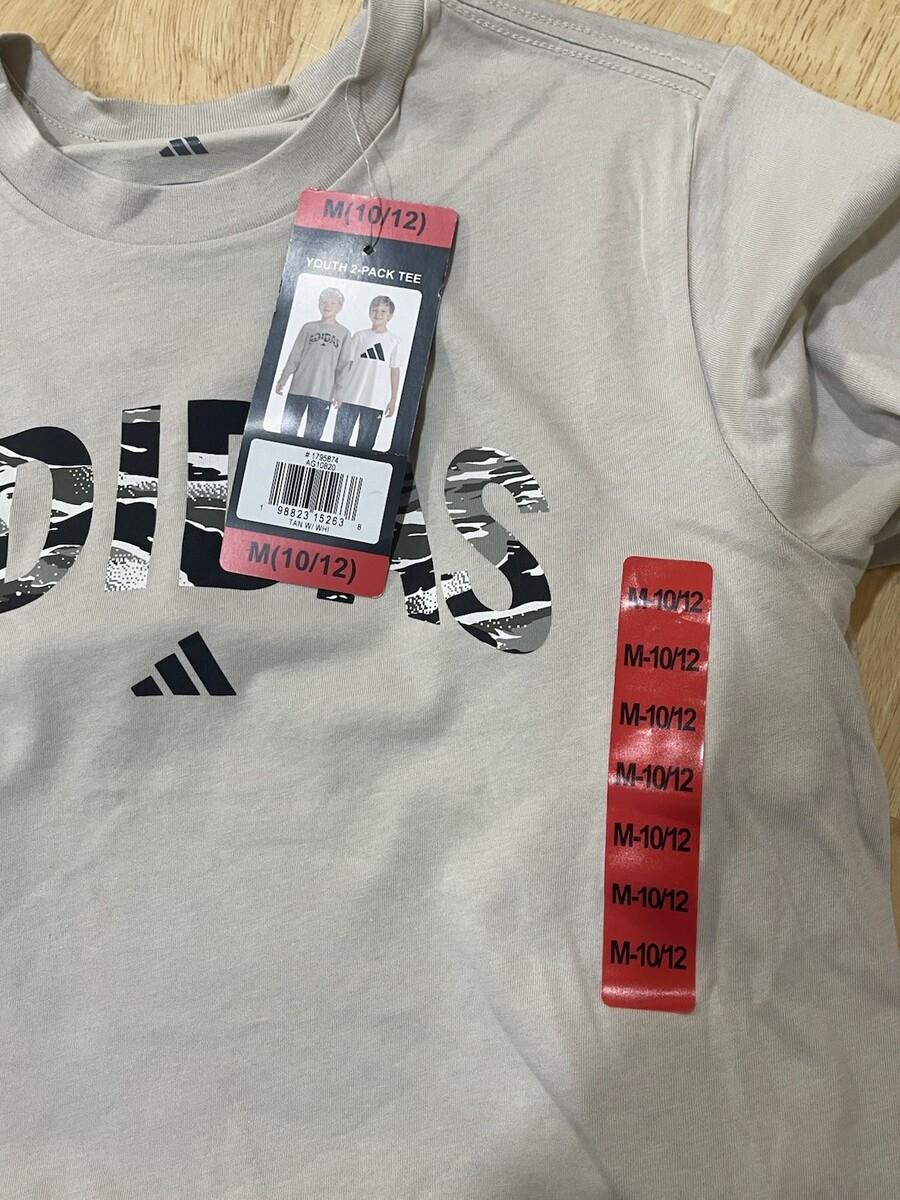 M(10/12)
YOUTH 2-PACK TEE
ADIDAS
# 1795874
AG10820
1 98823 15263 8
TAN W/ WHI
M(10/12)
DIDAS
M-10/12
M-10/12
M-10/12
M-10/12
M-10/12
M-10/12
M-10/12